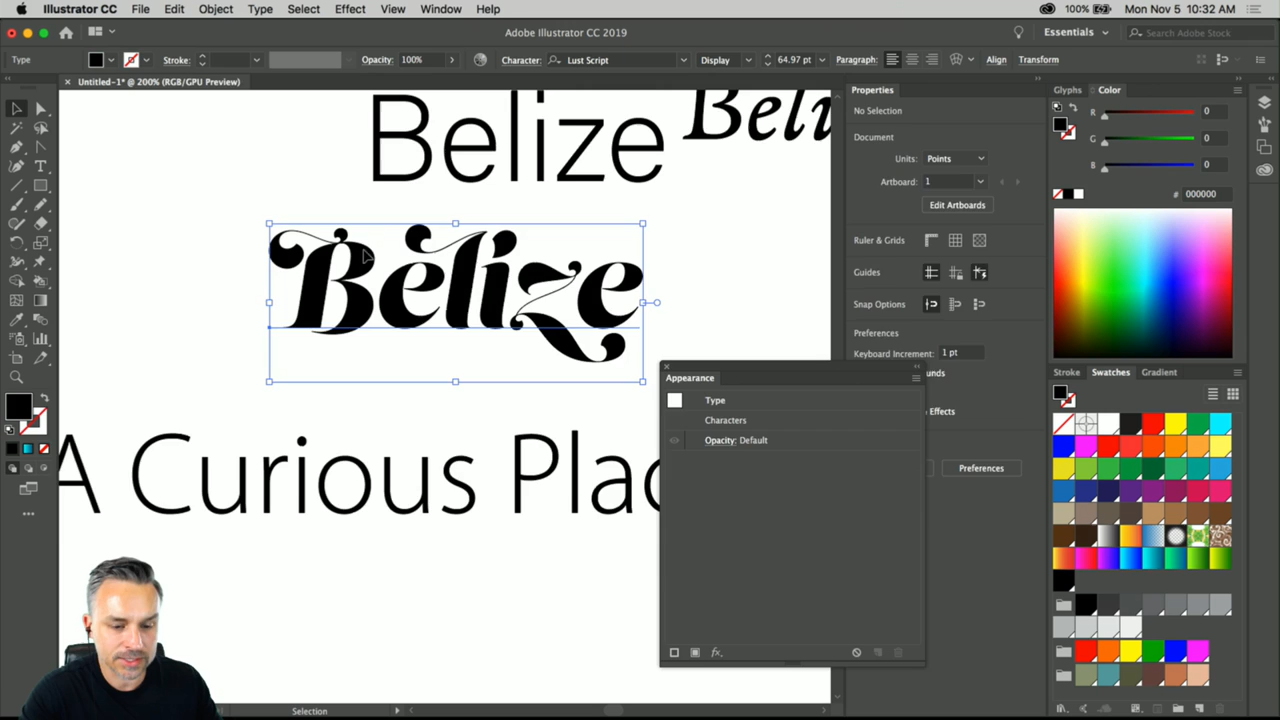 Illustrator CC File Edit Object Type Select Effect View Window Help 100% Mon Nov 5 10:32 AM
Adobe Illustrator CC 2019 Essentials Search Adobe Stock
Type Stroke: Opacity: 100% Character: Lust Script Display 64.97 pt Paragraph: Align Transform
× Untitled-1* @ 200% (RGB/GPU Preview)
Belize
Beli
Belize
A Curious Plac
Properties
No Selection
Document
Units: Points
Artboard: 1
Edit Artboards
Ruler & Grids
Guides
Snap Options
Preferences
Keyboard Increment: 1 pt
ounds
Effects
Preferences
Appearance
Type
Characters
Opacity: Default
fx.
Glyphs Color
R 0
G 0
B 0
# 000000
Stroke Swatches Gradient
Selection